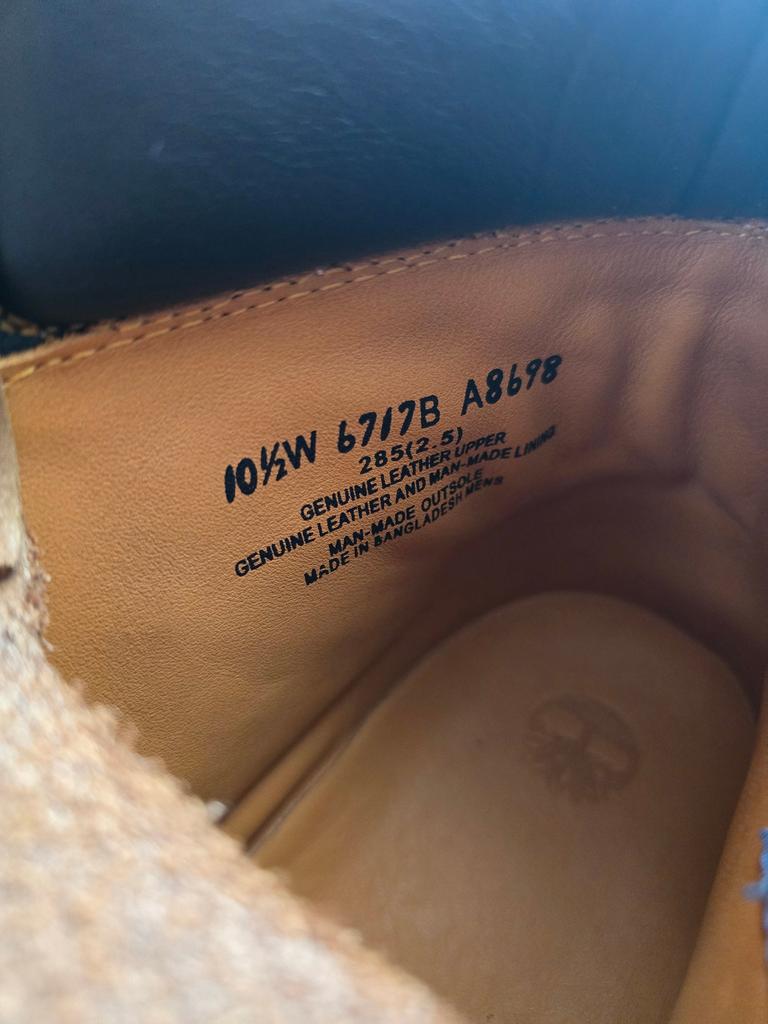 10½W 6717B A8698
285(2.5)
GENUINE LEATHER UPPER
GENUINE LEATHER AND MAN-MADE LINING
MAN-MADE OUTSOLE
MADE IN BANGLADESH MENS